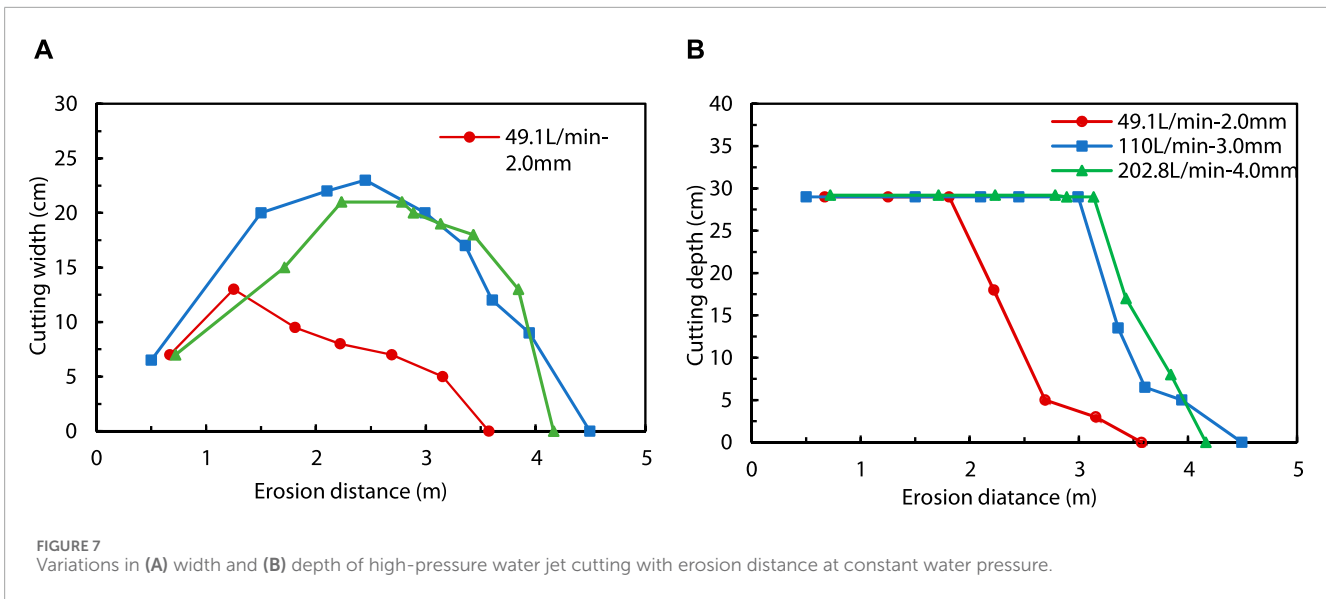 A
B
30
25
20
15
10
5
0
Cutting width (cm)
49.1L/min-
2.0mm
0 1 2 3 4 5
Erosion distance (m)
40
35
30
25
20
15
10
5
0
Cutting depth (cm)
49.1L/min-2.0mm
110L/min-3.0mm
202.8L/min-4.0mm
0 1 2 3 4 5
Erosion diatance (m)
FIGURE 7
Variations in (A) width and (B) depth of high-pressure water jet cutting with erosion distance at constant water pressure.